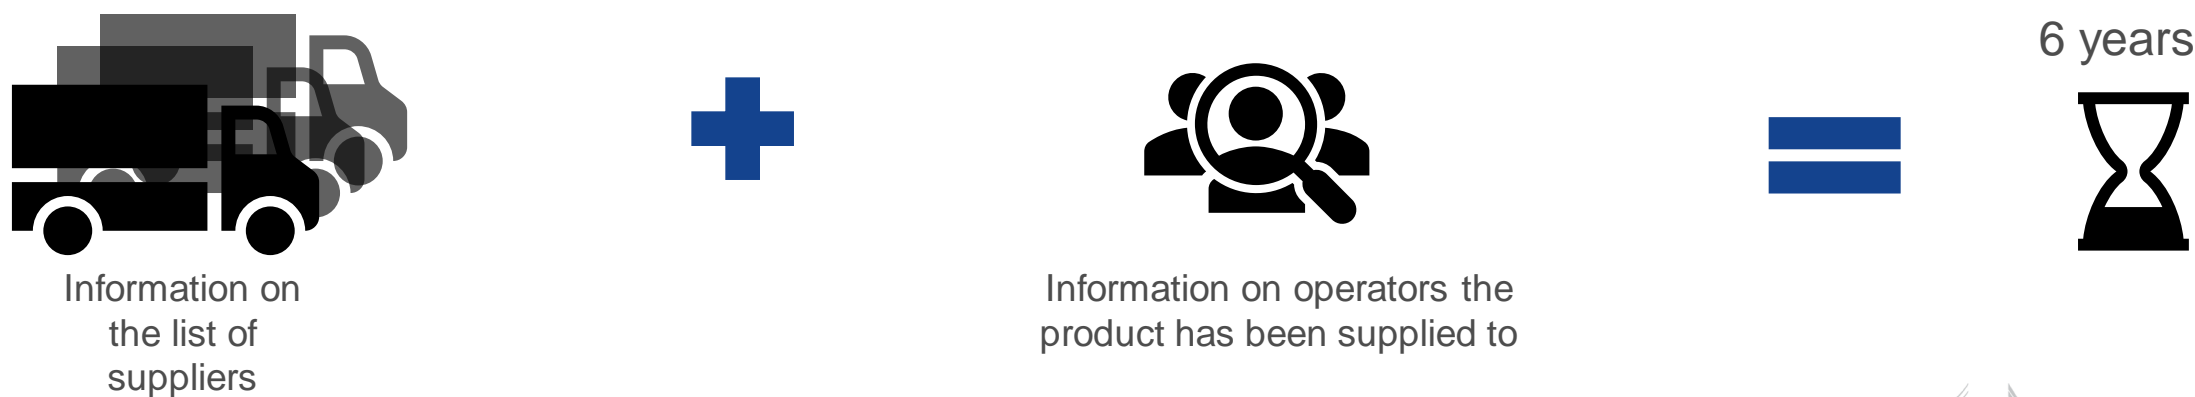 6 years
Information on
the list of
suppliers
Information on operators the
product has been supplied to